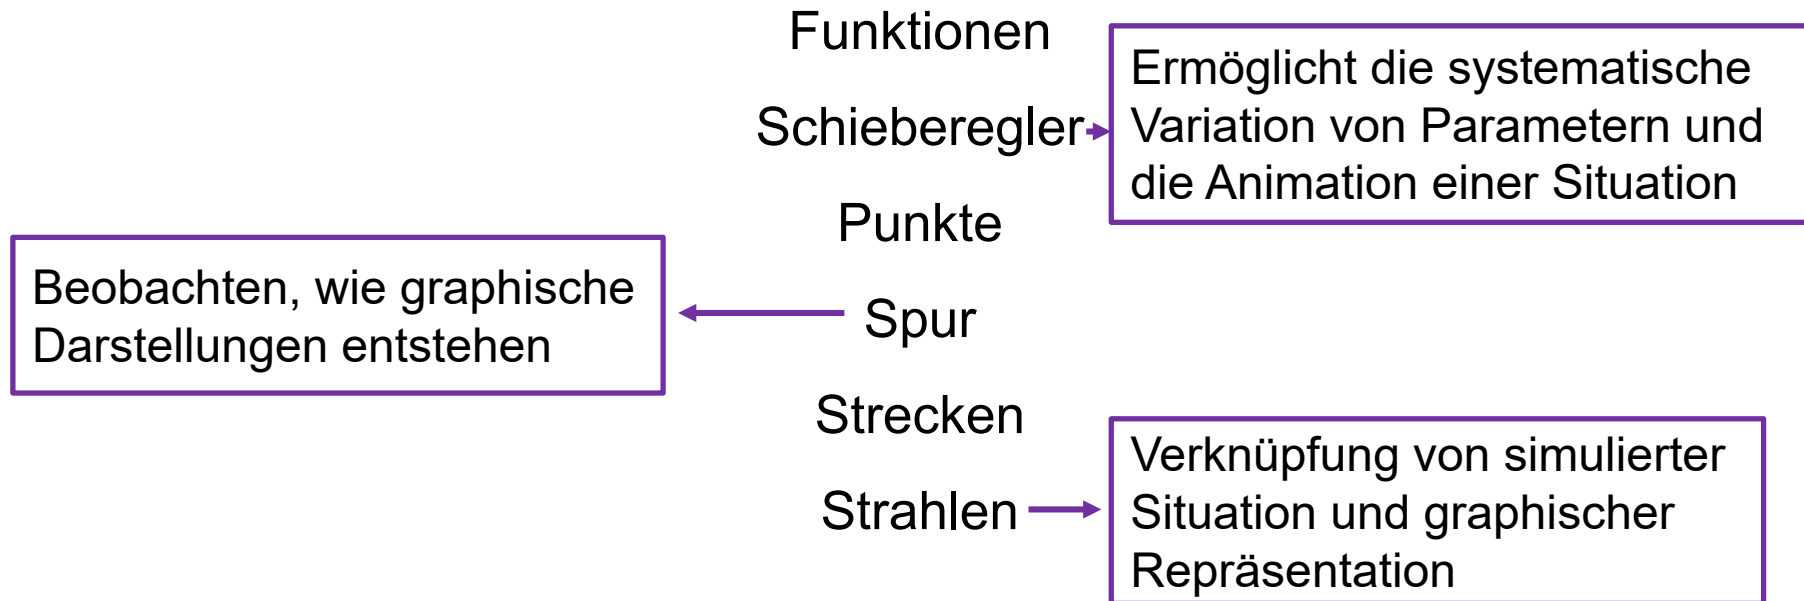 Funktionen
Schieberegler
Ermöglicht die systematische
Variation von Parametern und
die Animation einer Situation
Punkte
Beobachten, wie graphische
Darstellungen entstehen
Spur
Strecken
Strahlen
Verknüpfung von simulierter
Situation und graphischer
Repräsentation